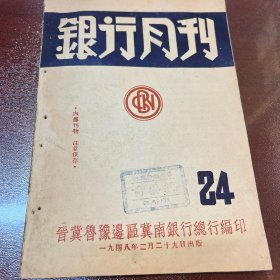 銀行月刊
·內部刊物 注意保存·
24
晉冀魯豫邊區冀南銀行總行編印
一九四八年二月二十九日出版